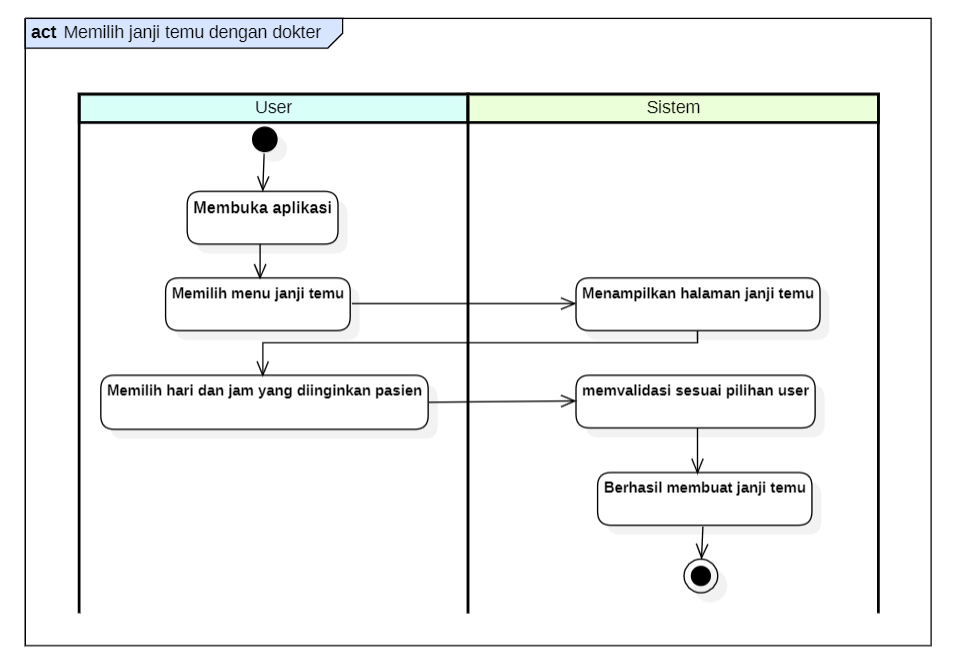 act Memilih janji temu dengan dokter
User
Sistem
Membuka aplikasi
Memilih menu janji temu
Menampilkan halaman janji temu
Memilih hari dan jam yang diinginkan pasien
memvalidasi sesuai pilihan user
Berhasil membuat janji temu